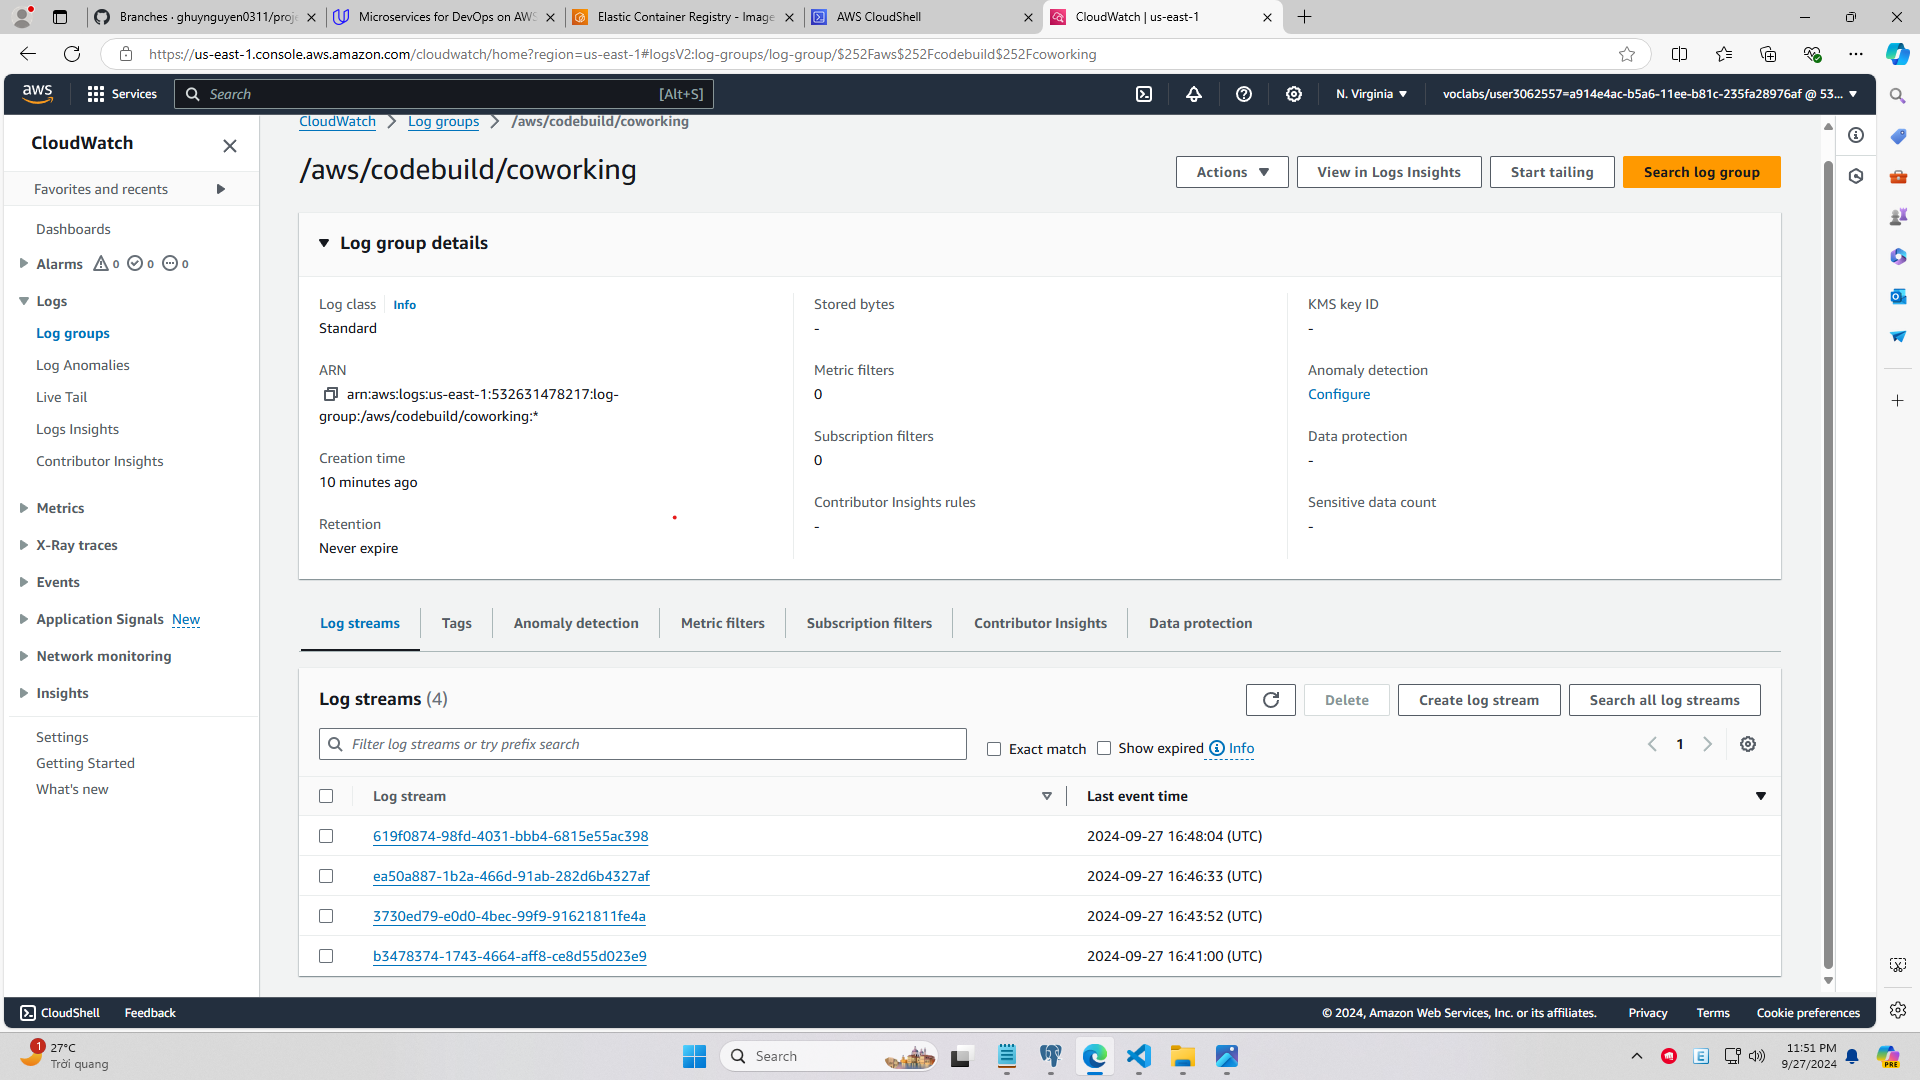 Branches · ghuynguyen0311/proje
Microservices for DevOps on AWS
Elastic Container Registry - Image
AWS CloudShell
CloudWatch | us-east-1
https://us-east-1.console.aws.amazon.com/cloudwatch/home?region=us-east-1#logsV2:log-groups/log-group/$252Faws$252Fcodebuild$252Fcoworking
aws
Services
Search
[Alt+S]
N. Virginia
voclabs/user3062557=a914e4ac-b5a6-11ee-b81c-235fa28976af @ 53...
CloudWatch
Favorites and recents
Dashboards
Alarms 0 0 0
Logs
Log groups
Log Anomalies
Live Tail
Logs Insights
Contributor Insights
Metrics
X-Ray traces
Events
Application Signals New
Network monitoring
Insights
Settings
Getting Started
What's new
CloudWatch
Log groups
/aws/codebuild/coworking
/aws/codebuild/coworking
Actions
View in Logs Insights
Start tailing
Search log group
Log group details
Log class Info
Standard
ARN
arn:aws:logs:us-east-1:532631478217:log-
group:/aws/codebuild/coworking:*
Creation time
10 minutes ago
Retention
Never expire
Stored bytes
-
Metric filters
0
Subscription filters
0
Contributor Insights rules
-
KMS key ID
-
Anomaly detection
Configure
Data protection
-
Sensitive data count
-
Log streams
Tags
Anomaly detection
Metric filters
Subscription filters
Contributor Insights
Data protection
Log streams (4)
Delete
Create log stream
Search all log streams
Filter log streams or try prefix search
Exact match
Show expired
Info
1
Log stream
Last event time
619f0874-98fd-4031-bbb4-6815e55ac398 2024-09-27 16:48:04 (UTC)
ea50a887-1b2a-466d-91ab-282d6b4327af 2024-09-27 16:46:33 (UTC)
3730ed79-e0d0-4bec-99f9-91621811fe4a 2024-09-27 16:43:52 (UTC)
b3478374-1743-4664-aff8-ce8d55d023e9 2024-09-27 16:41:00 (UTC)
CloudShell
Feedback
© 2024, Amazon Web Services, Inc. or its affiliates.
Privacy
Terms
Cookie preferences
1
27°C
Trời quang
Search
11:51 PM
9/27/2024
PRE